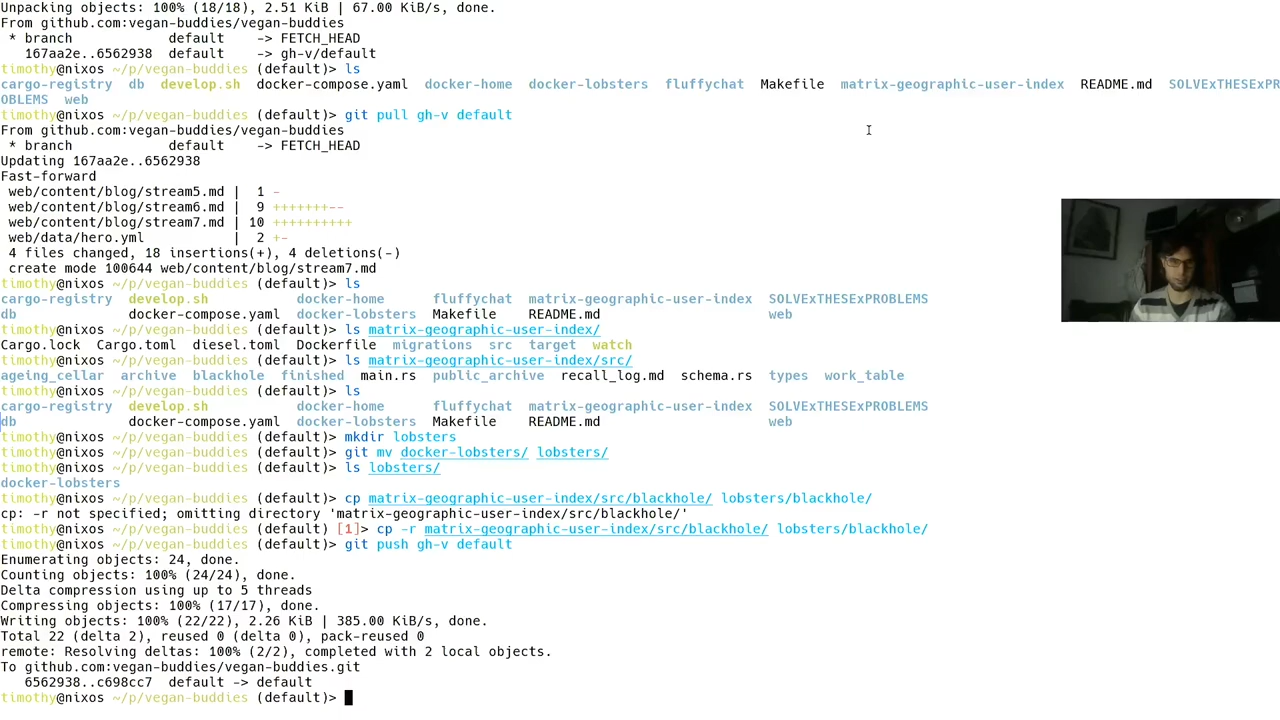 Unpacking objects: 100% (18/18), 2.51 KiB | 67.00 KiB/s, done.
From github.com:vegan-buddies/vegan-buddies
 * branch            default    -> FETCH_HEAD
   167aa2e..6562938  default    -> gh-v/default
timothy@nixos ~/p/vegan-buddies (default)> ls
cargo-registry  db  develop.sh  docker-compose.yaml  docker-home  docker-lobsters  fluffychat  Makefile  matrix-geographic-user-index  README.md  SOLVExTHESExPR
OBLEMS  web
timothy@nixos ~/p/vegan-buddies (default)> git pull gh-v default
From github.com:vegan-buddies/vegan-buddies
 * branch            default    -> FETCH_HEAD
Updating 167aa2e..6562938
Fast-forward
 web/content/blog/stream5.md |  1 -
 web/content/blog/stream6.md |  9 +++++++--
 web/content/blog/stream7.md | 10 ++++++++++
 web/data/hero.yml           |  2 +-
 4 files changed, 18 insertions(+), 4 deletions(-)
 create mode 100644 web/content/blog/stream7.md
timothy@nixos ~/p/vegan-buddies (default)> ls
cargo-registry  develop.sh           docker-home      fluffychat  matrix-geographic-user-index  SOLVExTHESExPROBLEMS
db              docker-compose.yaml  docker-lobsters  Makefile    README.md                     web
timothy@nixos ~/p/vegan-buddies (default)> ls matrix-geographic-user-index/
Cargo.lock  Cargo.toml  diesel.toml  Dockerfile  migrations  src  target  watch
timothy@nixos ~/p/vegan-buddies (default)> ls matrix-geographic-user-index/src/
ageing_cellar  archive  blackhole  finished  main.rs  public_archive  recall_log.md  schema.rs  types  work_table
timothy@nixos ~/p/vegan-buddies (default)> ls
cargo-registry  develop.sh           docker-home      fluffychat  matrix-geographic-user-index  SOLVExTHESExPROBLEMS
db              docker-compose.yaml  docker-lobsters  Makefile    README.md                     web
timothy@nixos ~/p/vegan-buddies (default)> mkdir lobsters
timothy@nixos ~/p/vegan-buddies (default)> git mv docker-lobsters/ lobsters/
timothy@nixos ~/p/vegan-buddies (default)> ls lobsters/
docker-lobsters
timothy@nixos ~/p/vegan-buddies (default)> cp matrix-geographic-user-index/src/blackhole/ lobsters/blackhole/
cp: -r not specified; omitting directory 'matrix-geographic-user-index/src/blackhole/'
timothy@nixos ~/p/vegan-buddies (default) [1]> cp -r matrix-geographic-user-index/src/blackhole/ lobsters/blackhole/
timothy@nixos ~/p/vegan-buddies (default)> git push gh-v default
Enumerating objects: 24, done.
Counting objects: 100% (24/24), done.
Delta compression using up to 5 threads
Compressing objects: 100% (17/17), done.
Writing objects: 100% (22/22), 2.26 KiB | 385.00 KiB/s, done.
Total 22 (delta 2), reused 0 (delta 0), pack-reused 0
remote: Resolving deltas: 100% (2/2), completed with 2 local objects.
To github.com:vegan-buddies/vegan-buddies.git
   6562938..c698cc7  default -> default
timothy@nixos ~/p/vegan-buddies (default)>